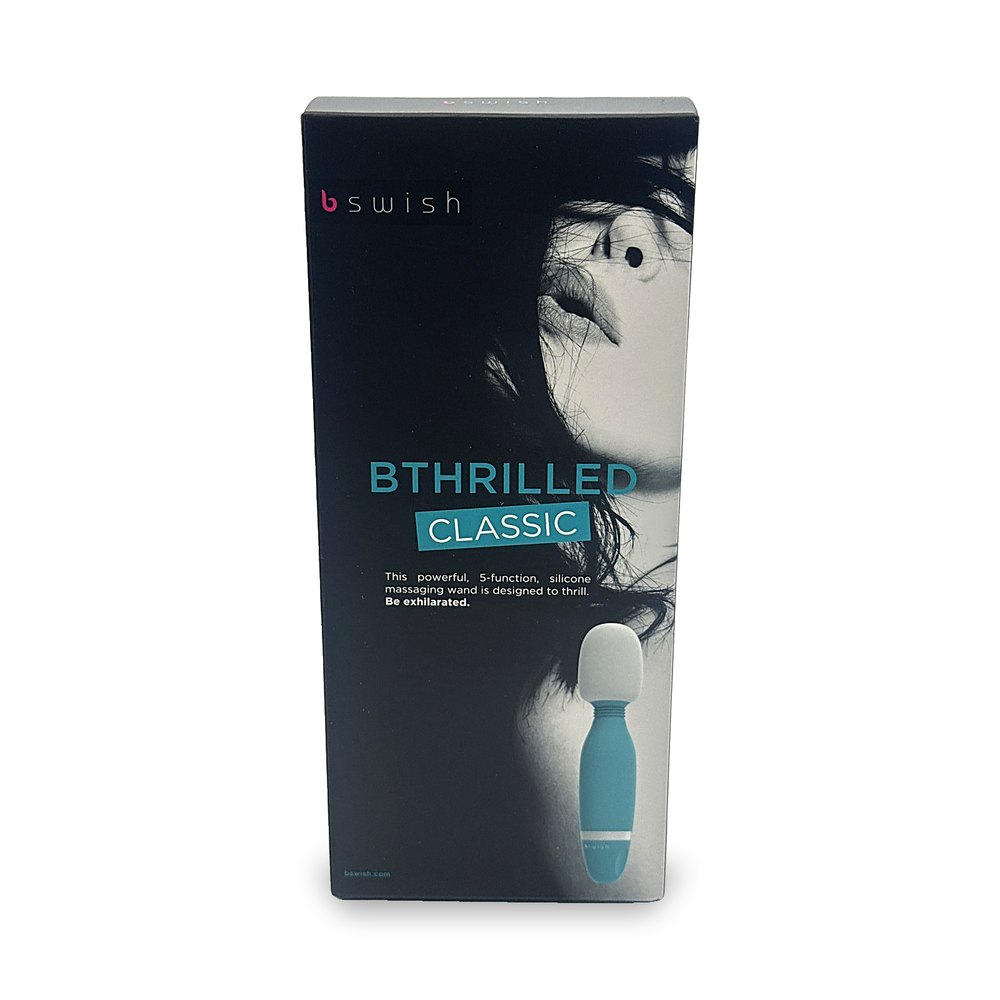 bswish
bswish
BTHRILLED
CLASSIC
This powerful, 5-function, silicone
massaging wand is designed to thrill.
Be exhilarated.
bswish
bswish.com